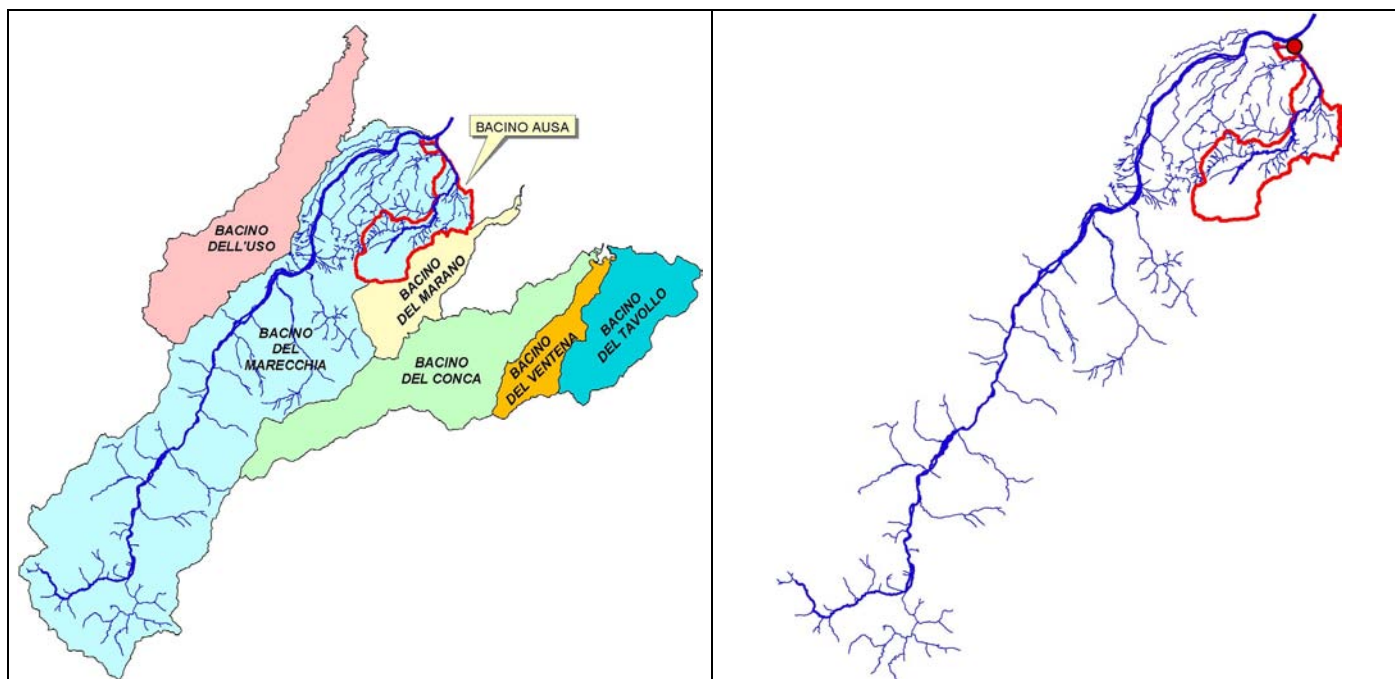 BACINO AUSA
BACINO
DELL'USO
BACINO
DEL MARANO
BACINO
DEL
MARECCHIA
BACINO
DEL CONCA
BACINO
DEL VENTENA
BACINO
DEL TAVOLLO